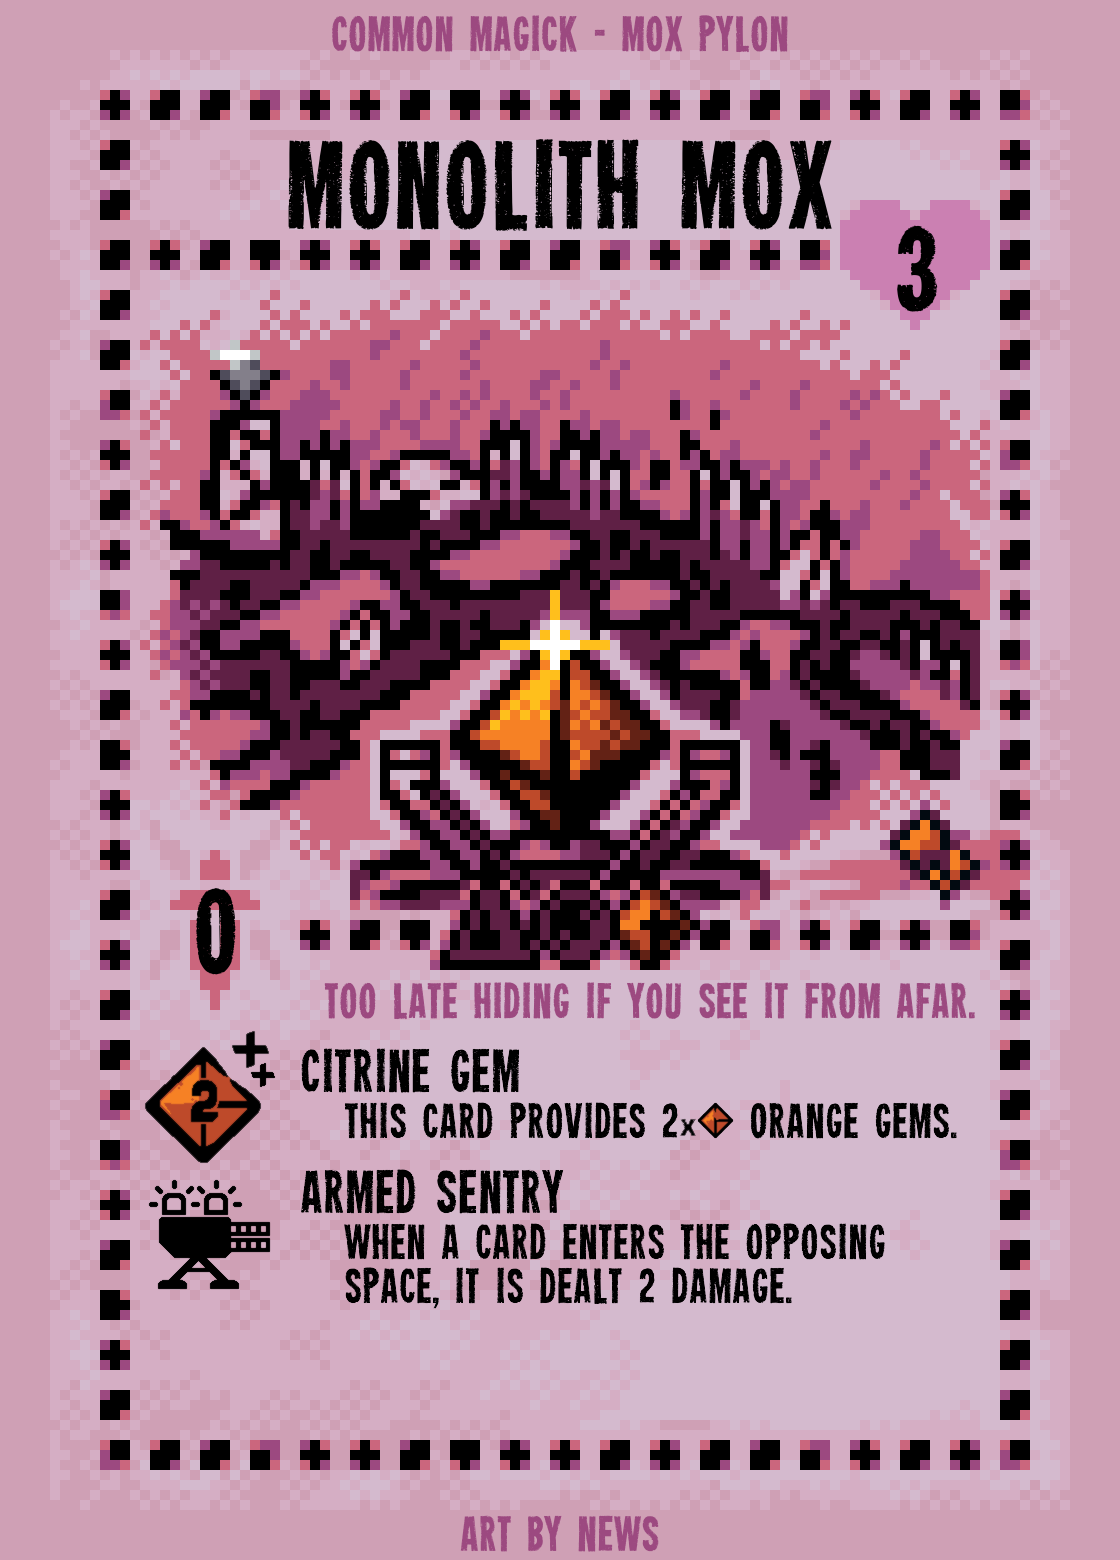 COMMON MAGICK - MOX PYLON
MONOLITH MOX
3
0
TOO LATE HIDING IF YOU SEE IT FROM AFAR.
2
CITRINE GEM
THIS CARD PROVIDES 2x ORANGE GEMS.
ARMED SENTRY
WHEN A CARD ENTERS THE OPPOSING
SPACE, IT IS DEALT 2 DAMAGE.
ART BY NEWS